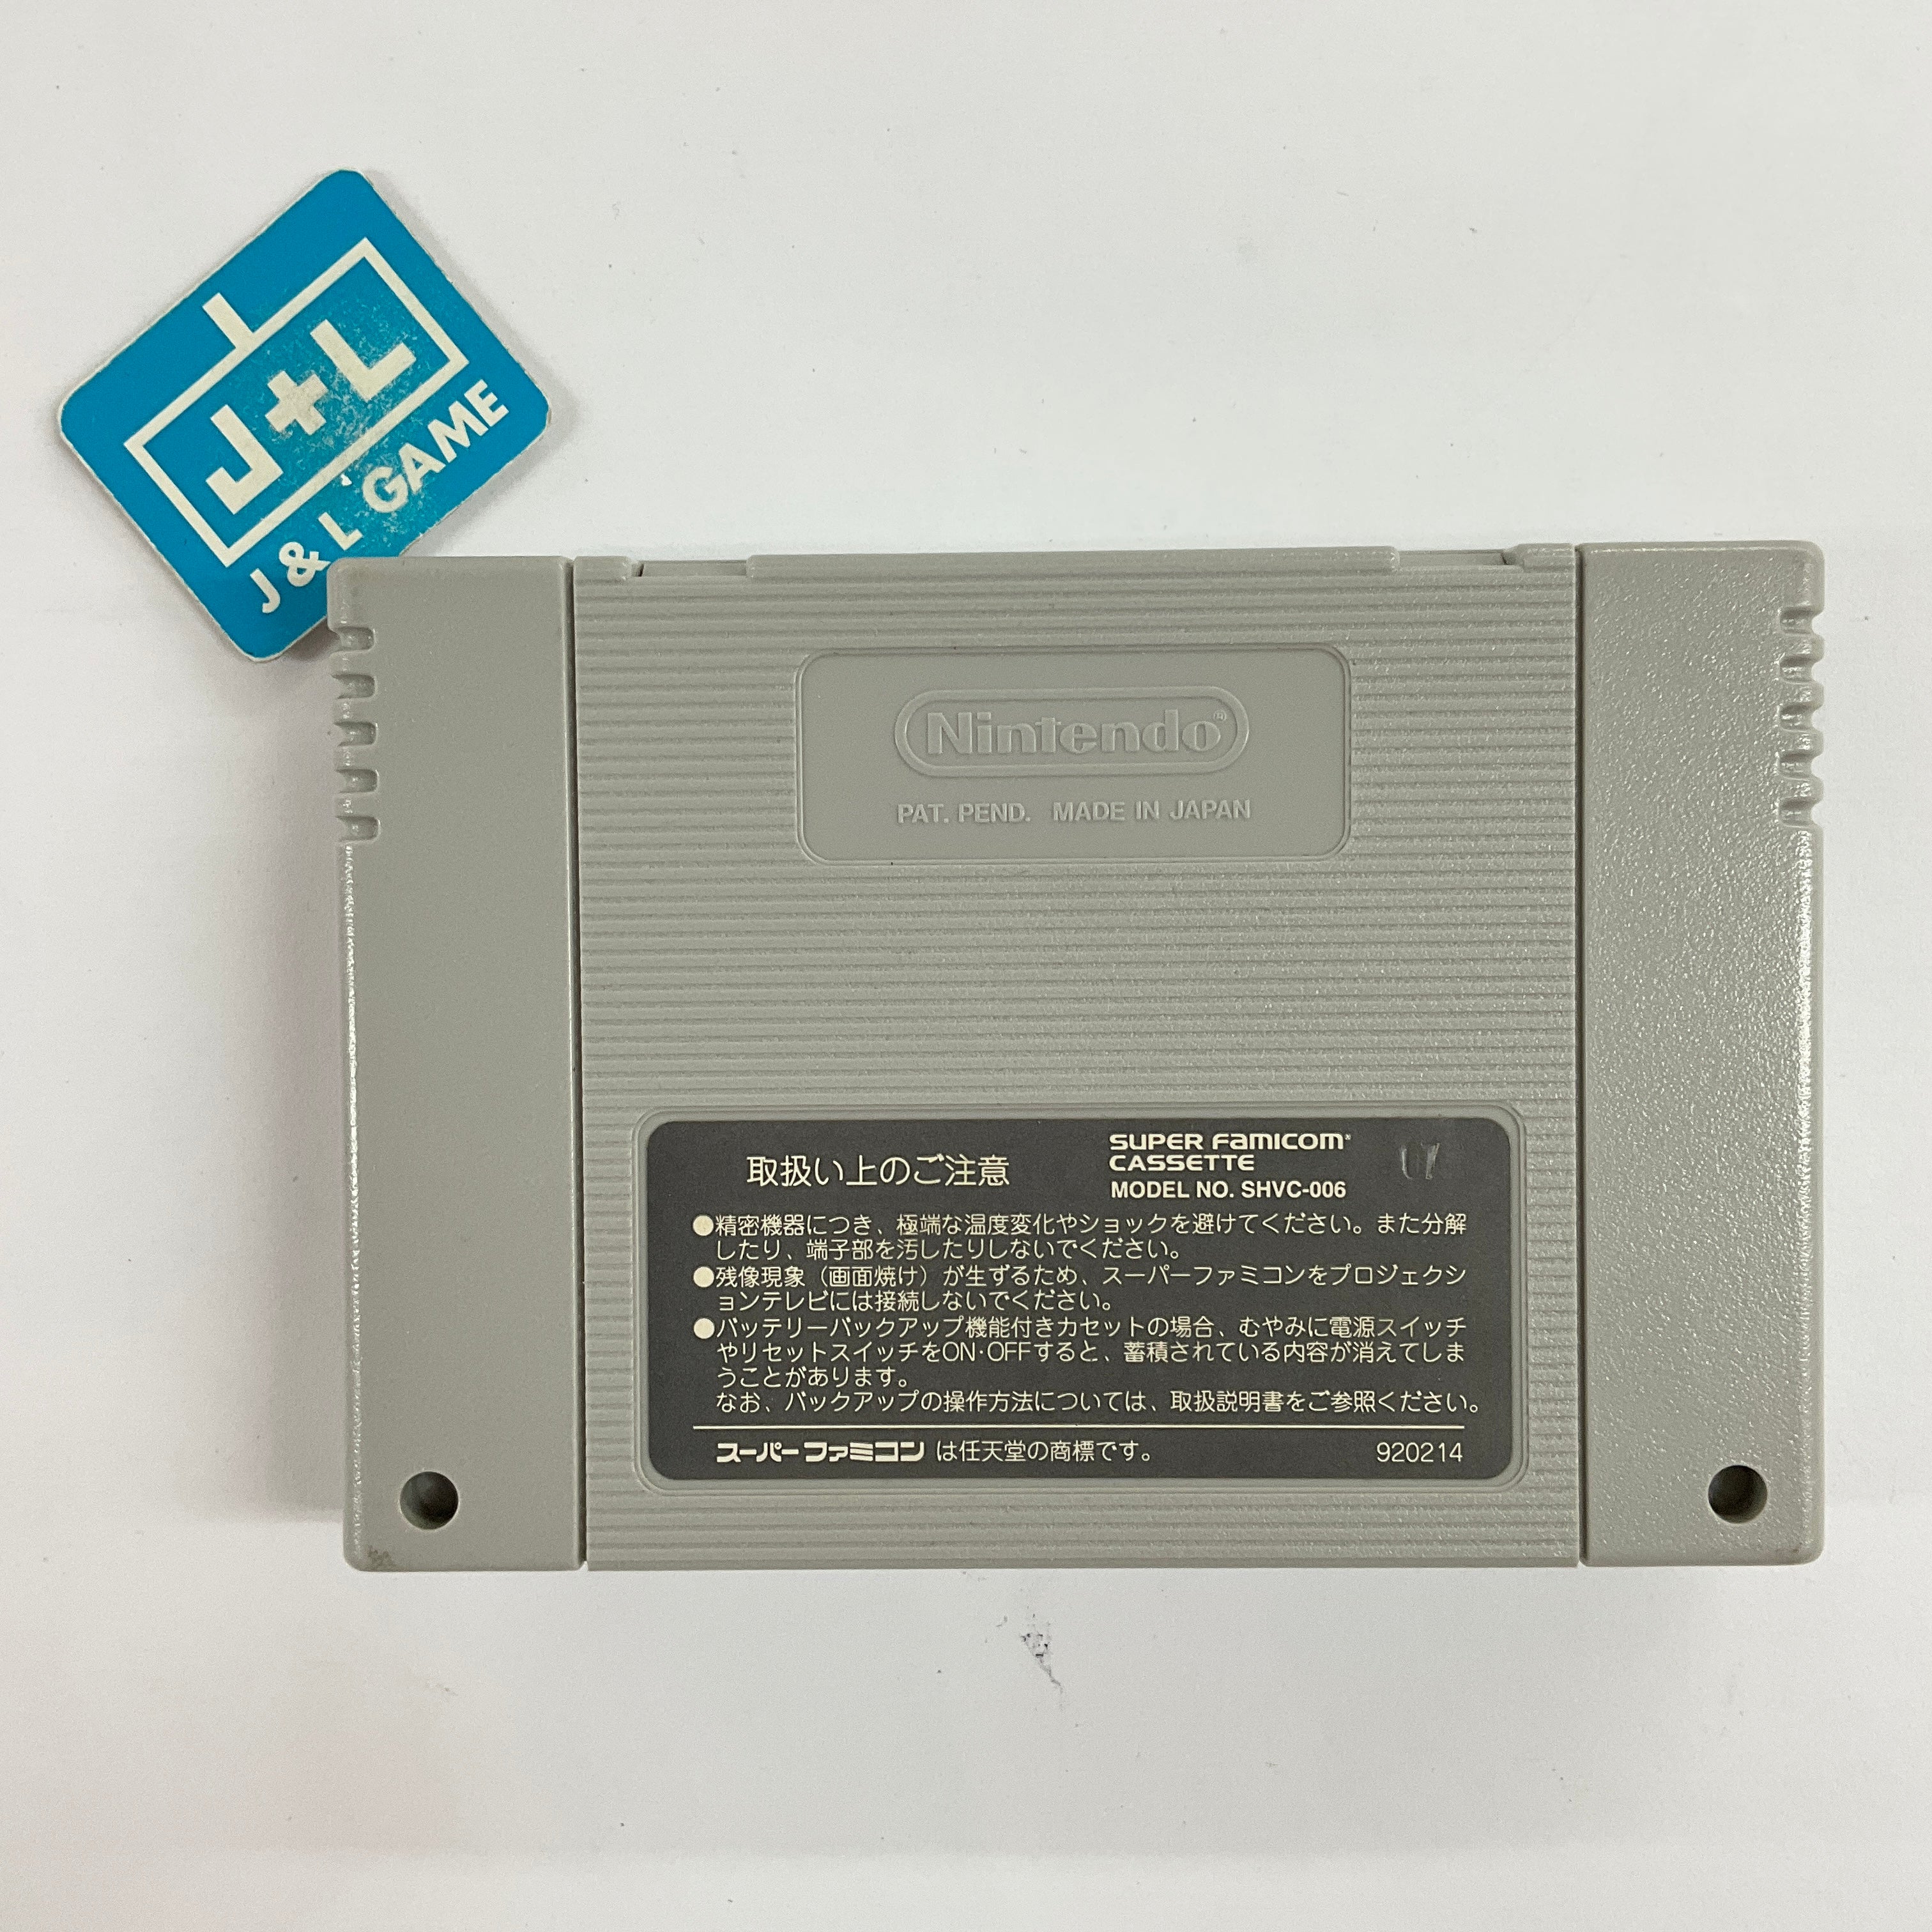 J+L
J & L GAME
Nintendo®
PAT. PEND. MADE IN JAPAN
取扱い上のご注意
SUPER FAMICOM
CASSETTE
MODEL NO. SHVC-006
●精密機器につき、極端な温度変化やショックを避けてください。また分解
したり、端子部を汚したりしないでください。
●残像現象（画面焼け）が生ずるため、スーパーファミコンをプロジェクシ
ョンテレビには接続しないでください。
●バッテリーバックアップ機能付きカセットの場合、むやみに電源スイッチ
やリセットスイッチをON·OFFすると、蓄積されている内容が消えてしま
うことがあります。
なお、バックアップの操作方法については、取扱説明書をご参照ください。
スーパーファミコン は任天堂の商標です。
920214